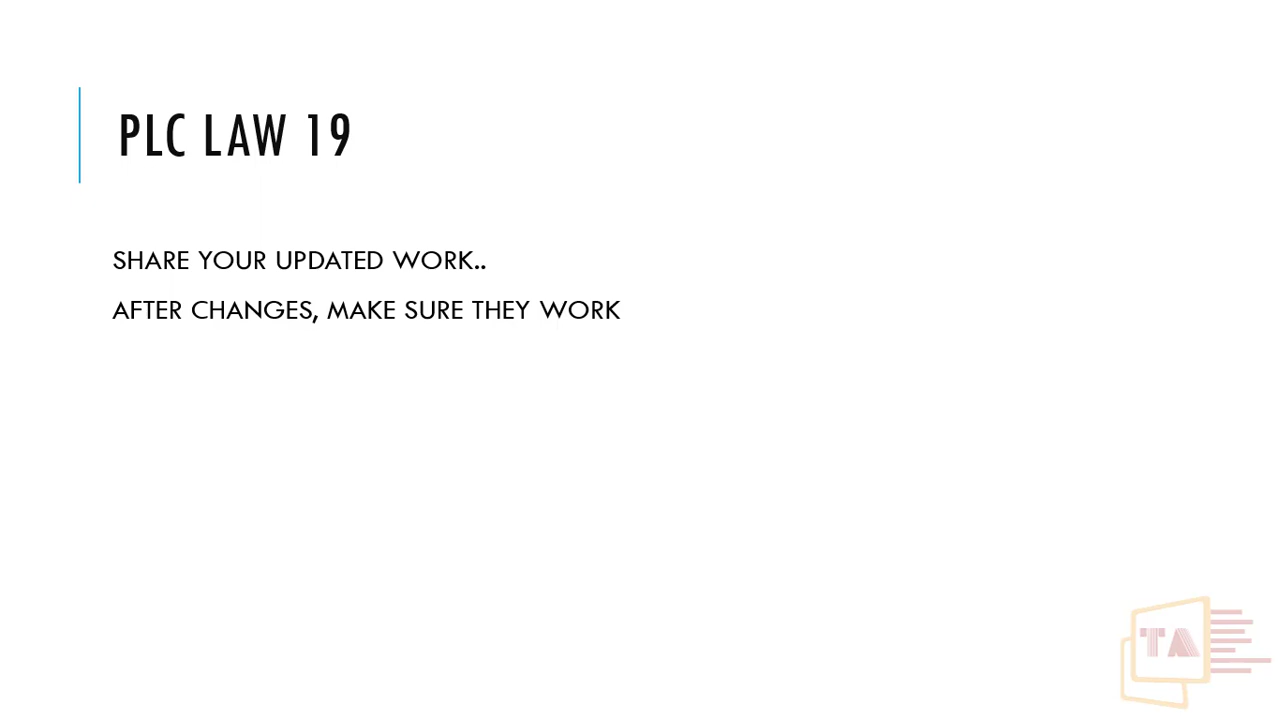 PLC LAW 19
SHARE YOUR UPDATED WORK..
AFTER CHANGES, MAKE SURE THEY WORK
TA